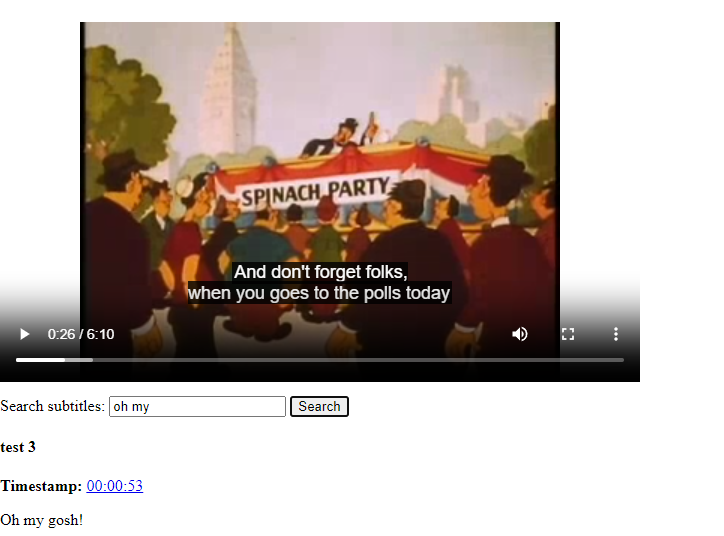 SPINACH PARTY
And don't forget folks,
when you goes to the polls today
0:26 / 6:10
Search subtitles: oh my Search
test 3
Timestamp: 00:00:53
Oh my gosh!